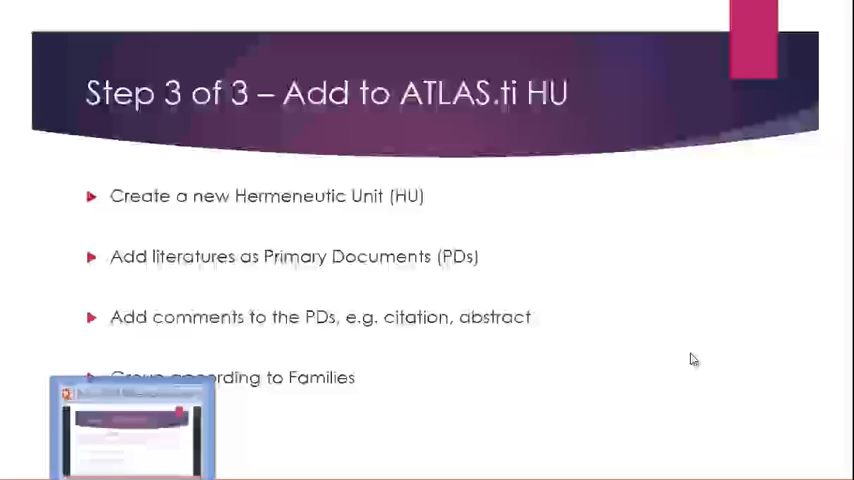 Step 3 of 3 – Add to ATLAS.ti HU
Create a new Hermeneutic Unit (HU)
Add literatures as Primary Documents (PDs)
Add comments to the PDs, e.g. citation, abstract
Group according to Families